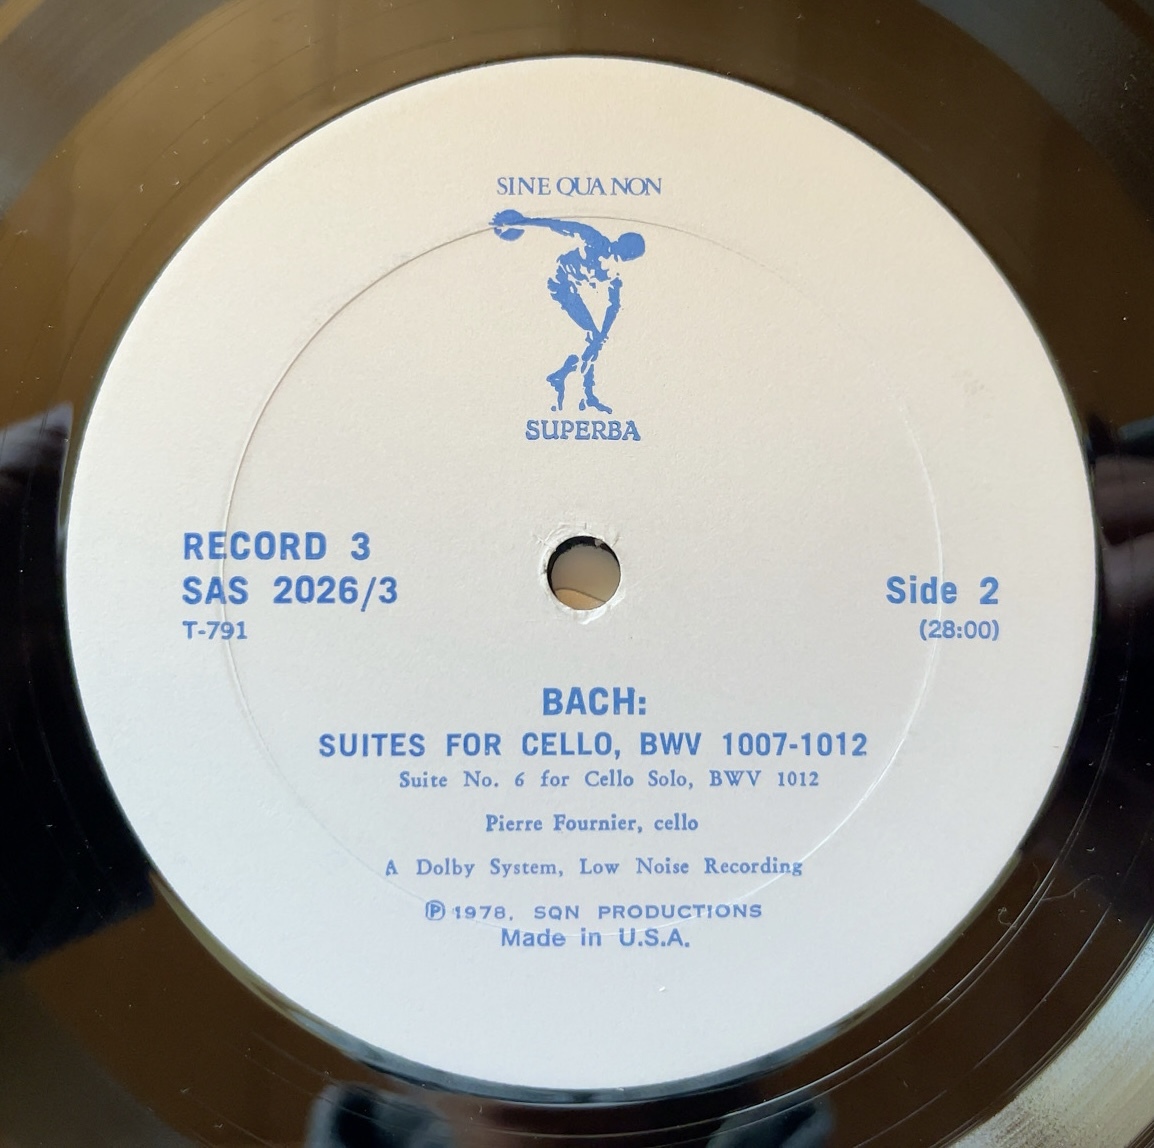 SINE QUA NON
SUPERBA
RECORD 3
SAS 2026/3
T-791
Side 2
(28:00)
BACH:
SUITES FOR CELLO, BWV 1007-1012
Suite No. 6 for Cello Solo, BWV 1012
Pierre Fournier, cello
A Dolby System, Low Noise Recording
℗ 1978, SQN PRODUCTIONS
Made in U.S.A.